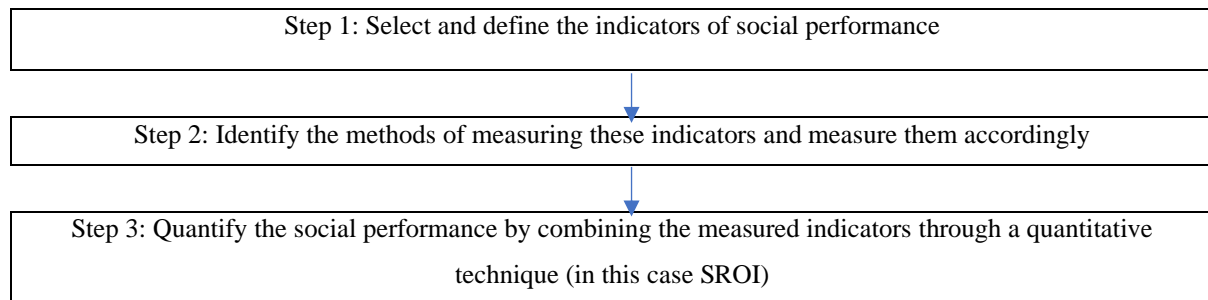 Step 1: Select and define the indicators of social performance
Step 2: Identify the methods of measuring these indicators and measure them accordingly
Step 3: Quantify the social performance by combining the measured indicators through a quantitative
technique (in this case SROI)